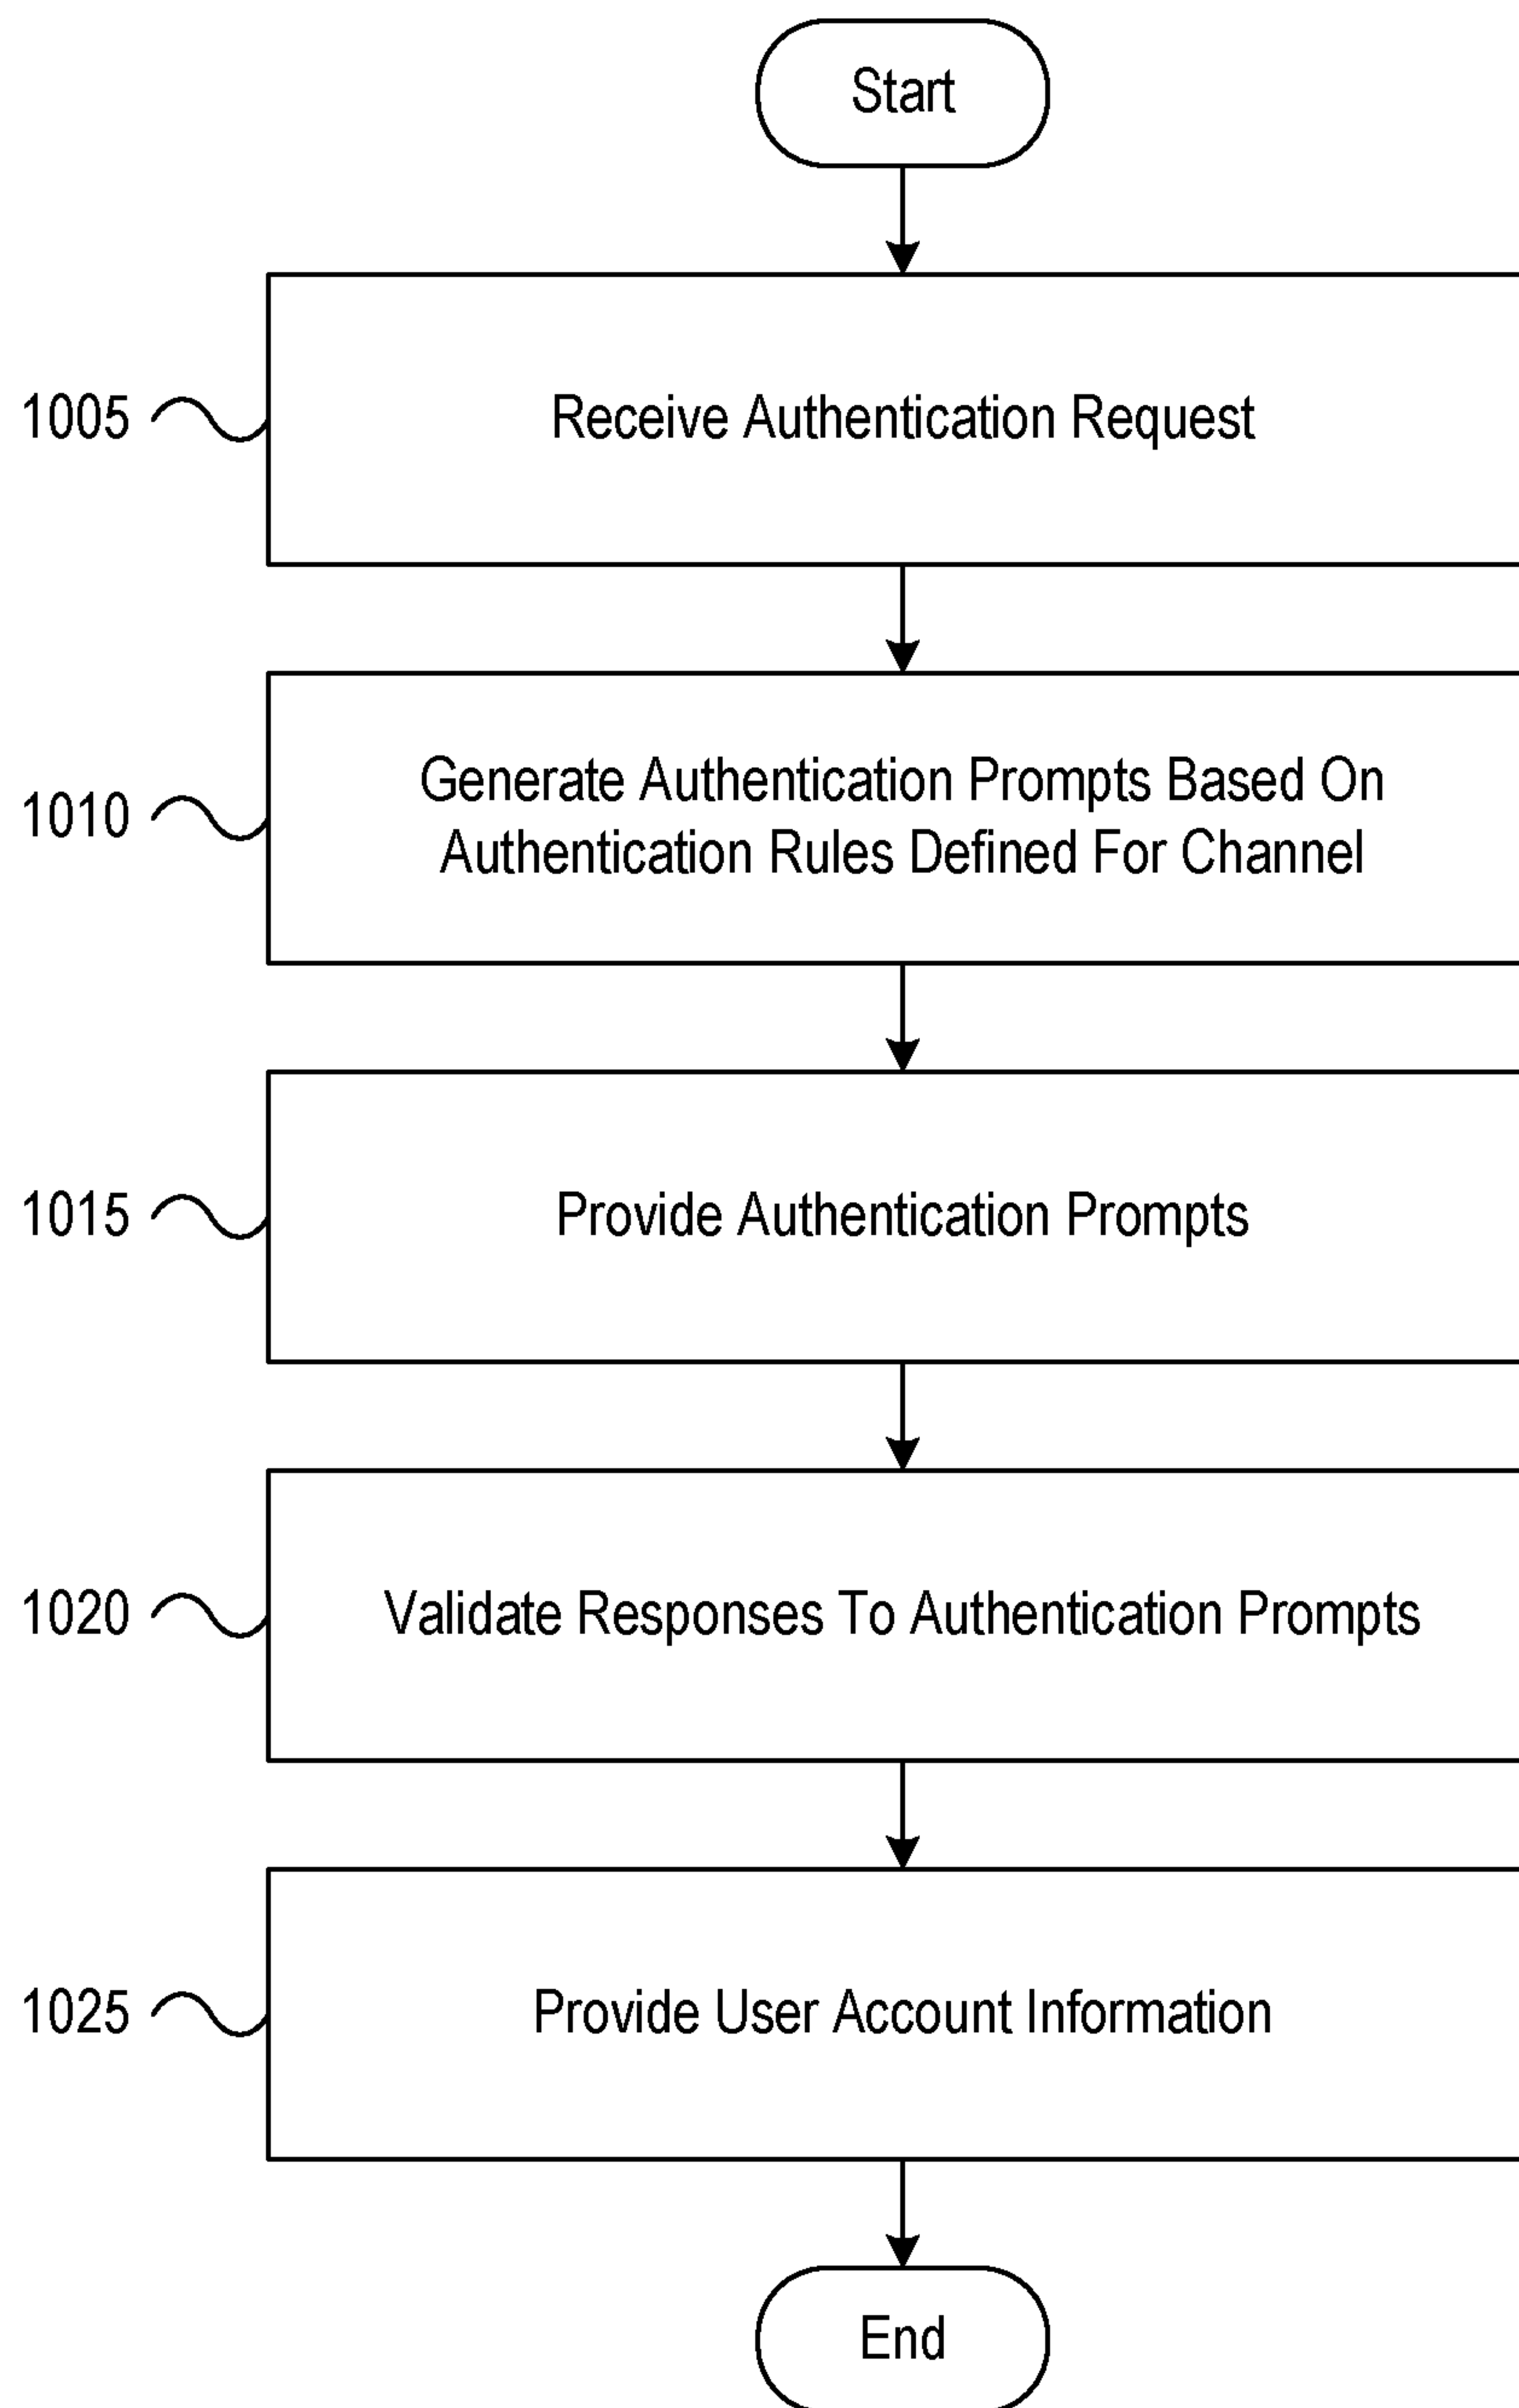 Start
1005
Receive Authentication Request
1010
Generate Authentication Prompts Based On
Authentication Rules Defined For Channel
1015
Provide Authentication Prompts
1020
Validate Responses To Authentication Prompts
1025
Provide User Account Information
End